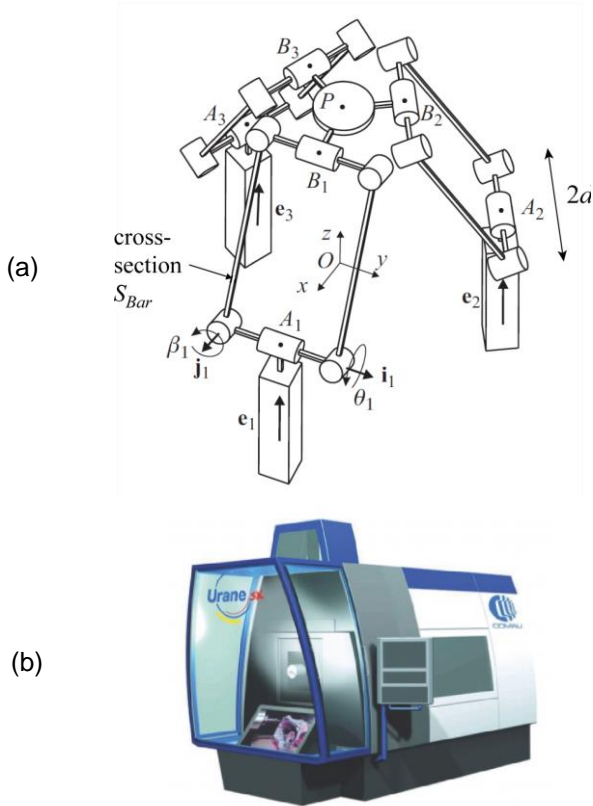 (a)
B3
P
A3
B2
B1
e3
cross-
section
SBar
z
O
y
x
A2
2d
e2
A1
β1
j1
i1
θ1
e1
(b)
Urane SX
COMAU